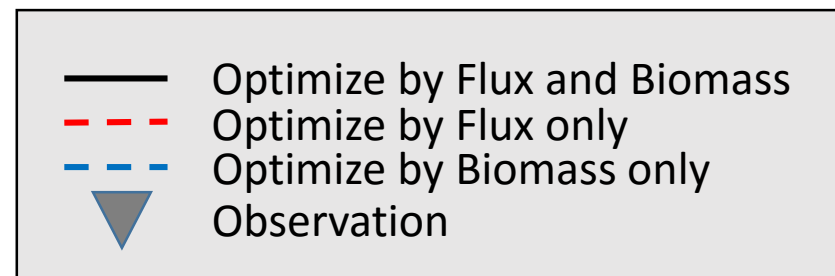 Optimize by Flux and Biomass
Optimize by Flux only
Optimize by Biomass only
Observation